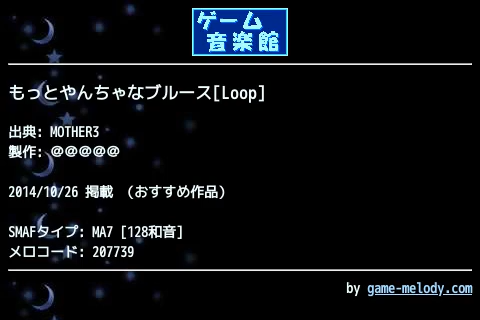 ゲーム
音楽館
もっとやんちゃなブルース[Loop]
出典: MOTHER3
製作: @@@@@
2014/10/26 掲載 (おすすめ作品)
SMAFタイプ: MA7 [128和音]
メロコード: 207739
by game-melody.com